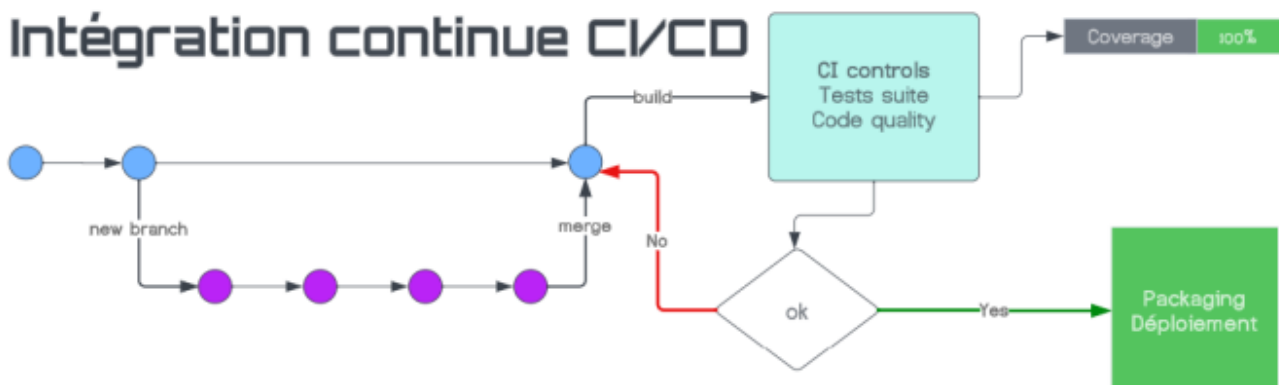 Intégration continue CI/CD
Coverage 100%
CI controls
Tests suite
Code quality
build
new branch
merge
No
ok
Yes
Packaging
Déploiement